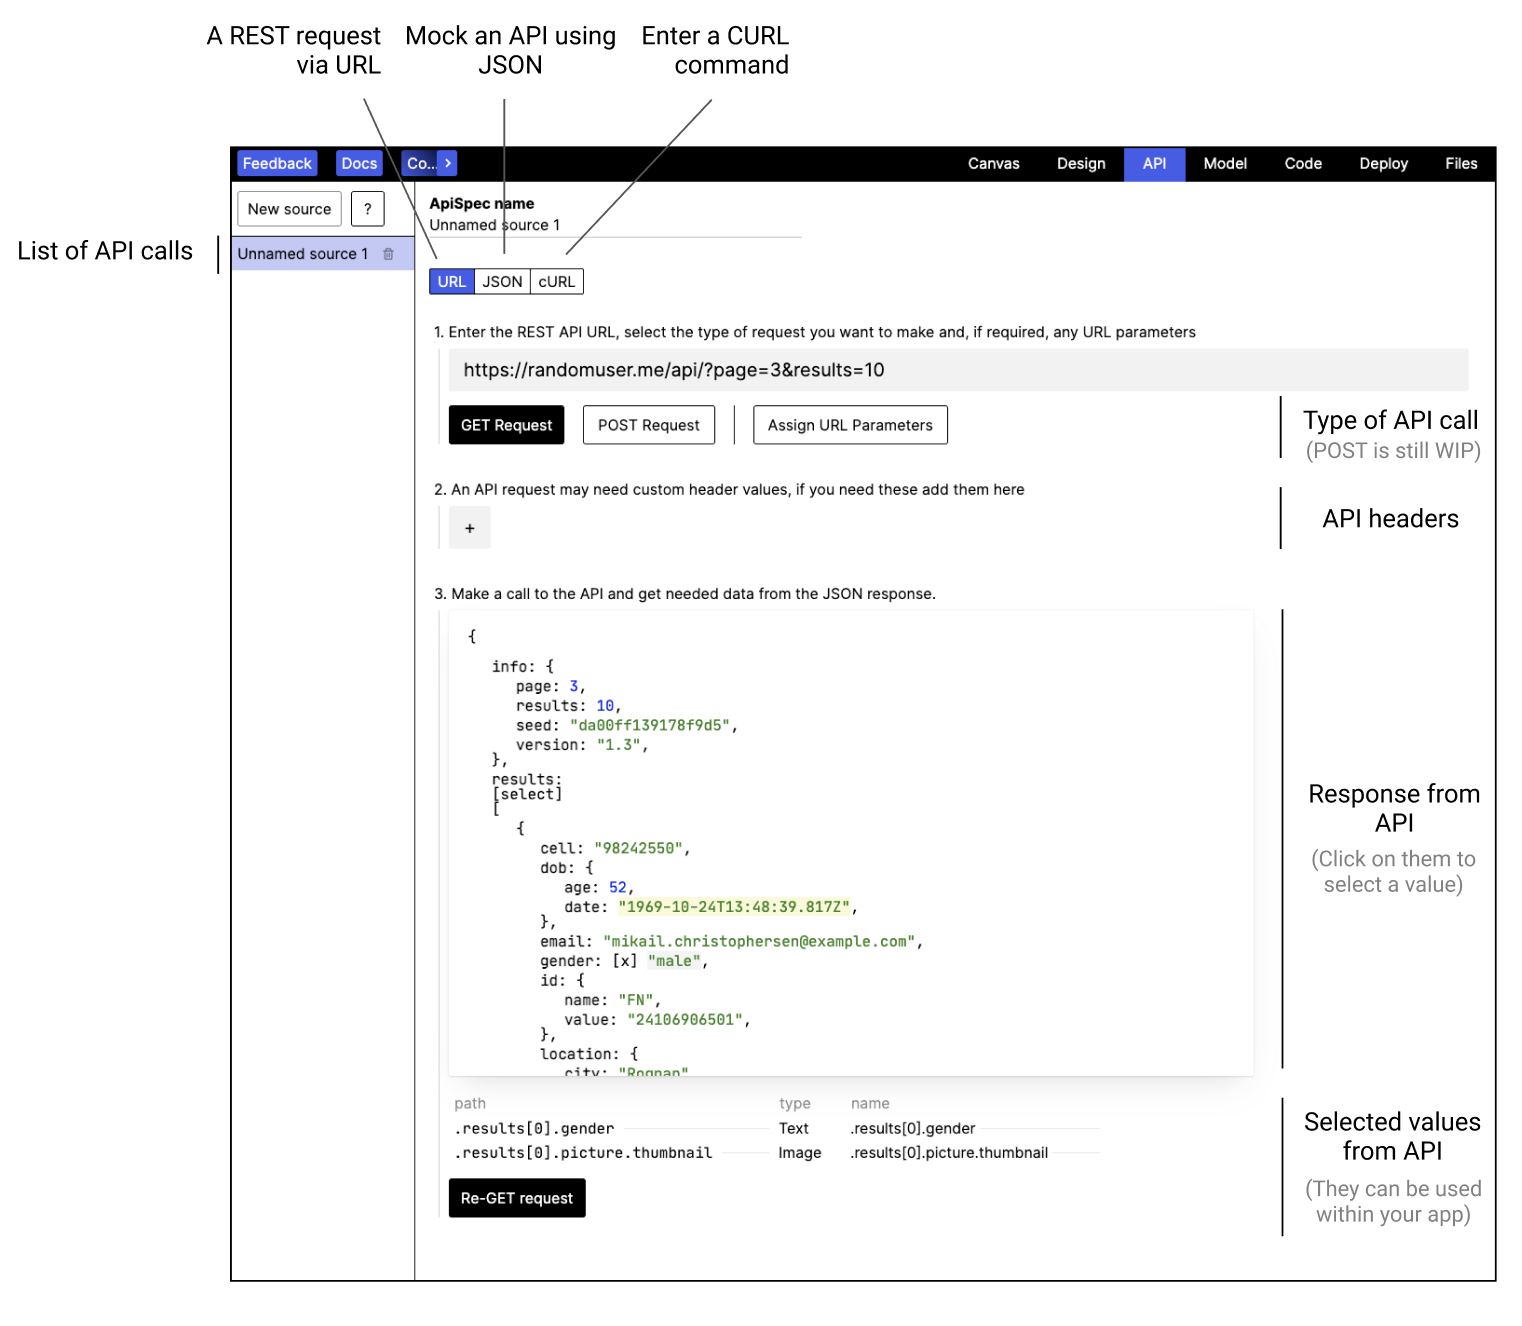 A REST request
via URL
Mock an API using
JSON
Enter a CURL
command
Feedback
Docs
Co... >
Canvas
Design
API
Model
Code
Deploy
Files
New source
?
ApiSpec name
Unnamed source 1
List of API calls
Unnamed source 1
URL
JSON
cURL
1. Enter the REST API URL, select the type of request you want to make and, if required, any URL parameters
https://randomuser.me/api/?page=3&results=10
GET Request
POST Request
Assign URL Parameters
Type of API call
(POST is still WIP)
2. An API request may need custom header values, if you need these add them here
+
API headers
3. Make a call to the API and get needed data from the JSON response.
{
info: {
page: 3,
results: 10,
seed: "da00ff139178f9d5",
version: "1.3",
},
results:
[select]
[
{
cell: "98242550",
dob: {
age: 52,
date: "1969-10-24T13:48:39.817Z",
},
email: "mikail.christophersen@example.com",
gender: [x] "male",
id: {
name: "FN",
value: "24106906501",
},
location: {
city: "Rognan"
Response from
API
(Click on them to
select a value)
path type name
.results[0].gender Text .results[0].gender
.results[0].picture.thumbnail Image .results[0].picture.thumbnail
Re-GET request
Selected values
from API
(They can be used
within your app)